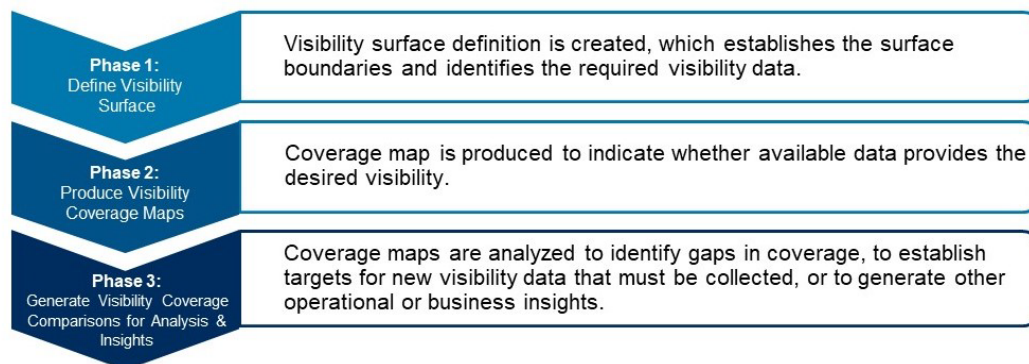 Phase 1:
Define Visibility
Surface
Visibility surface definition is created, which establishes the surface
boundaries and identifies the required visibility data.
Phase 2:
Produce Visibility
Coverage Maps
Coverage map is produced to indicate whether available data provides the
desired visibility.
Phase 3:
Generate Visibility Coverage
Comparisons for Analysis &
Insights
Coverage maps are analyzed to identify gaps in coverage, to establish
targets for new visibility data that must be collected, or to generate other
operational or business insights.